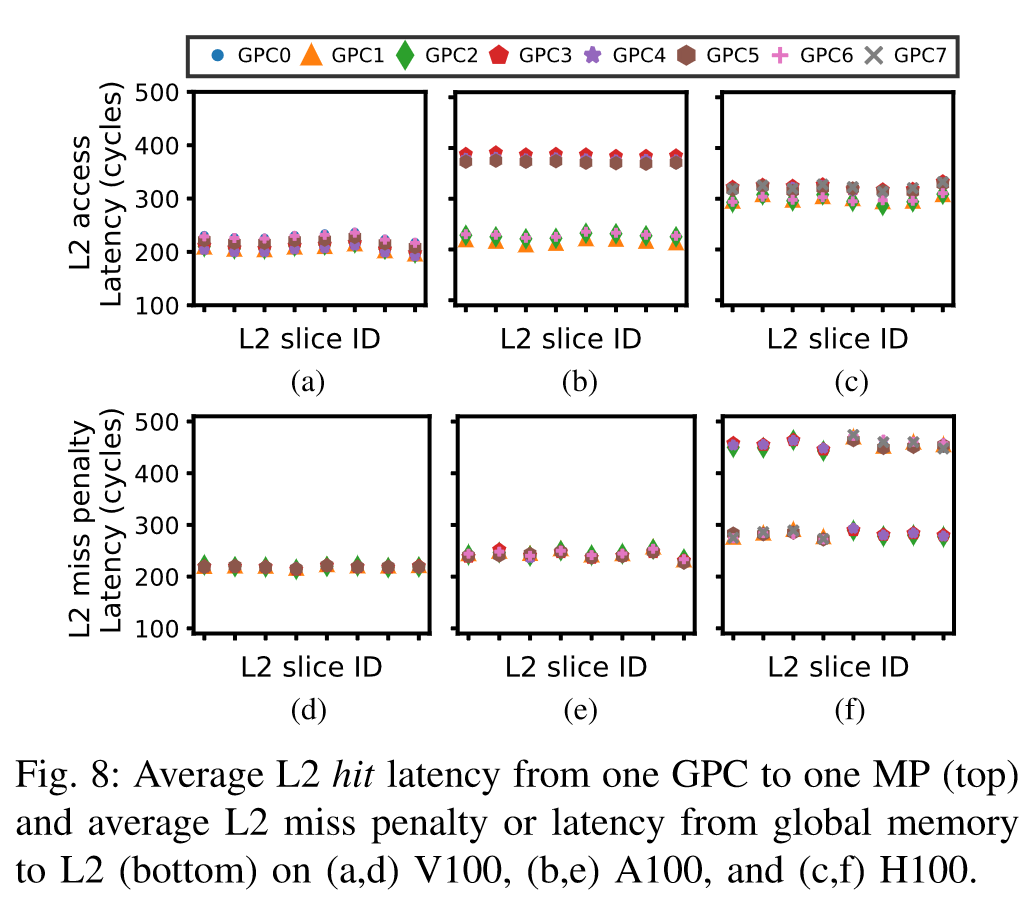 GPC0 GPC1 GPC2 GPC3 GPC4 GPC5 GPC6 GPC7
L2 access
Latency (cycles)
500
400
300
200
100
L2 slice ID L2 slice ID L2 slice ID
(a) (b) (c)
L2 miss penalty
Latency (cycles)
500
400
300
200
100
L2 slice ID L2 slice ID L2 slice ID
(d) (e) (f)
Fig. 8: Average L2 hit latency from one GPC to one MP (top)
and average L2 miss penalty or latency from global memory
to L2 (bottom) on (a,d) V100, (b,e) A100, and (c,f) H100.